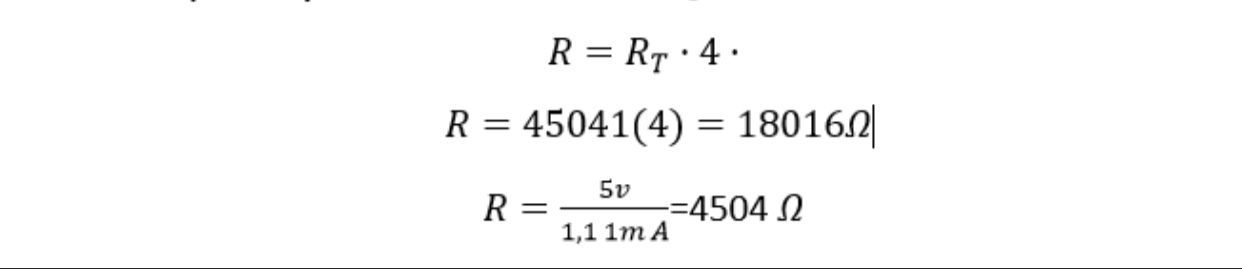 R = R_T · 4 ·
R = 45041(4) = 18016Ω
R = 5v / 1,1 1m A =4504 Ω